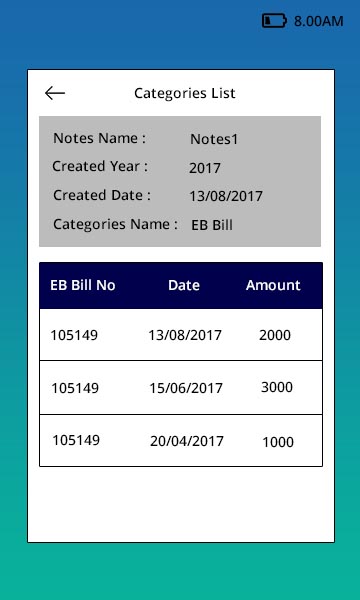 8.00AM
Categories List
Notes Name : Notes1
Created Year : 2017
Created Date : 13/08/2017
Categories Name : EB Bill
EB Bill No Date Amount
105149 13/08/2017 2000
105149 15/06/2017 3000
105149 20/04/2017 1000